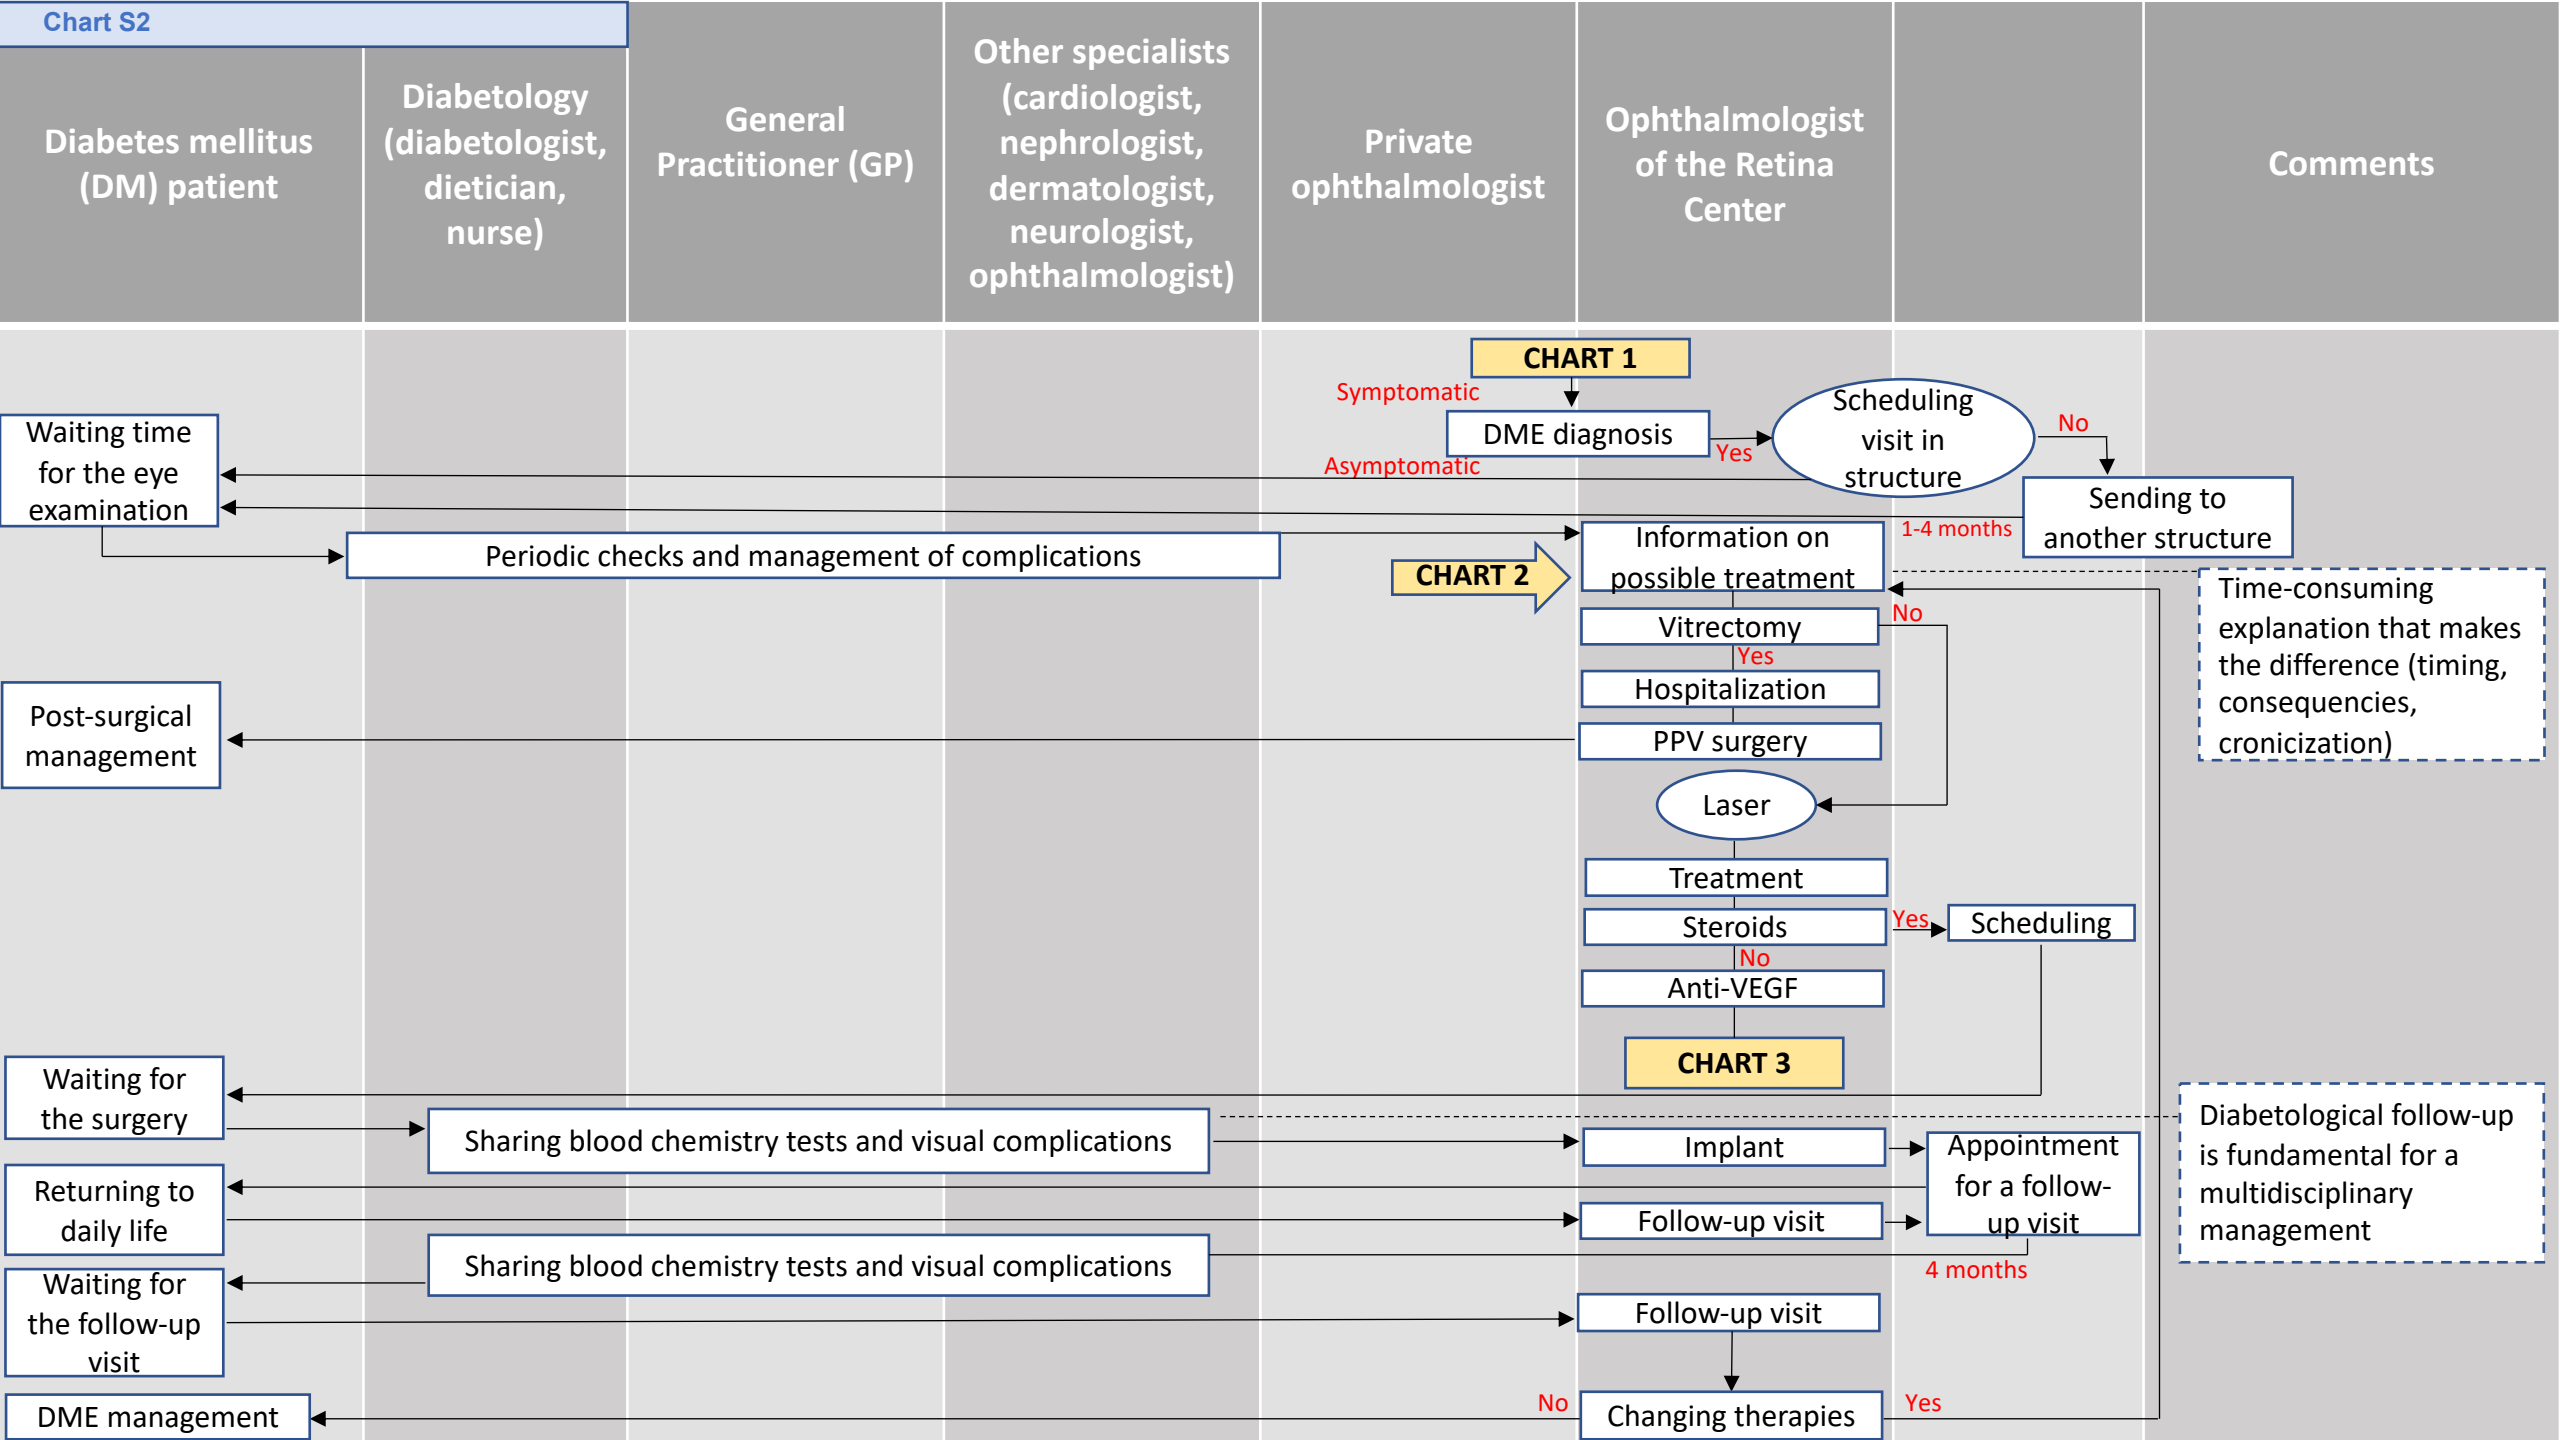 Chart S2
Diabetes mellitus
(DM) patient
Diabetology
(diabetologist,
dietician,
nurse)
General
Practitioner (GP)
Other specialists
(cardiologist,
nephrologist,
dermatologist,
neurologist,
ophthalmologist)
Private
ophthalmologist
Ophthalmologist
of the Retina
Center
Comments
CHART 1
Symptomatic
DME diagnosis
Asymptomatic
Yes
Scheduling
visit in
structure
No
Sending to
another structure
1-4 months
Waiting time
for the eye
examination
Periodic checks and management of complications
CHART 2
Information on
possible treatment
Time-consuming
explanation that makes
the difference (timing,
consequencies,
cronicization)
Vitrectomy
No
Yes
Hospitalization
PPV surgery
Post-surgical
management
Laser
Treatment
Steroids
Yes
Scheduling
No
Anti-VEGF
CHART 3
Waiting for
the surgery
Sharing blood chemistry tests and visual complications
Implant
Appointment
for a follow-
up visit
Diabetological follow-up
is fundamental for a
multidisciplinary
management
Returning to
daily life
Follow-up visit
Sharing blood chemistry tests and visual complications
4 months
Waiting for
the follow-up
visit
Follow-up visit
DME management
No
Changing therapies
Yes